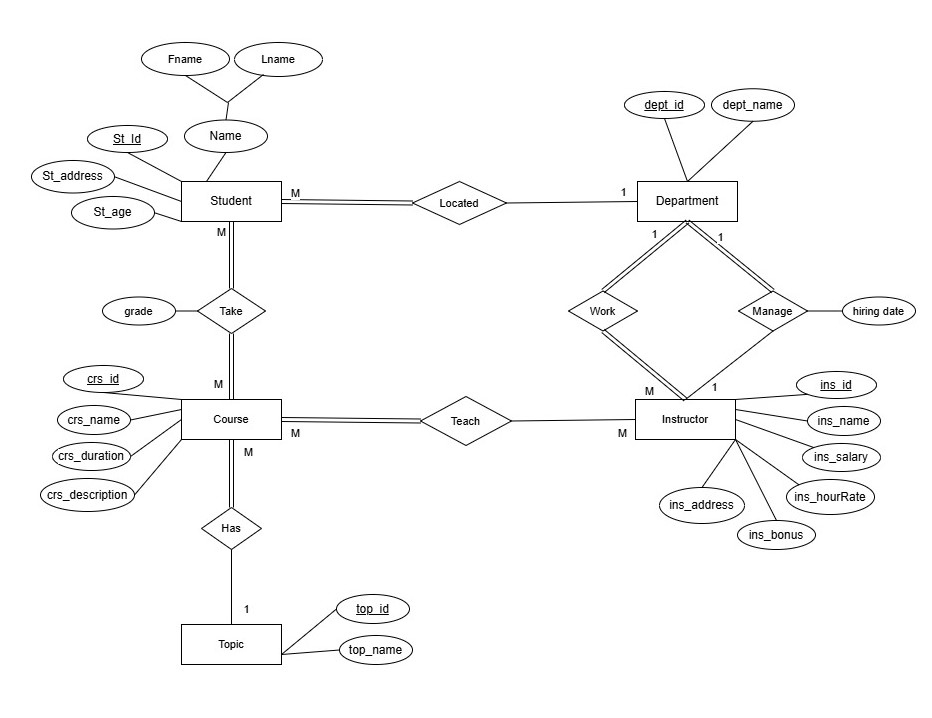 Fname
Lname
dept_id
dept_name
Name
St_Id
St_address
St_age
Student
M
Located
1
Department
M
1
1
grade
Take
Work
Manage
hiring date
crs_id
M
M
1
ins_id
crs_name
Course
Teach
Instructor
ins_name
M
M
M
crs_duration
ins_salary
crs_description
ins_address
ins_hourRate
Has
ins_bonus
1
top_id
Topic
top_name